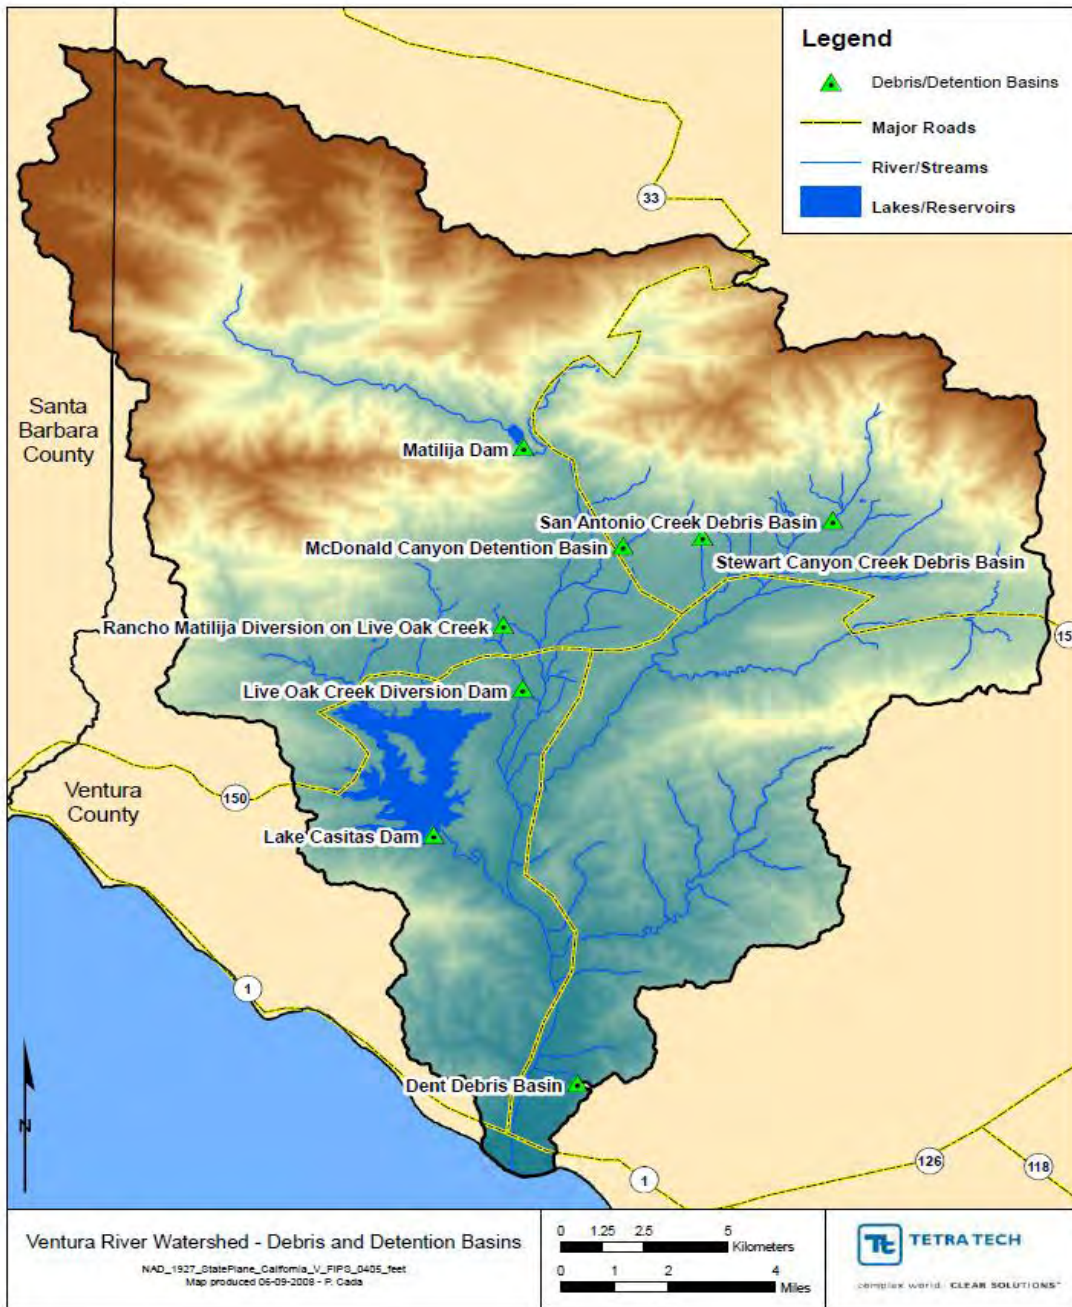 Legend
Debris/Detention Basins
Major Roads
River/Streams
Lakes/Reservoirs
33
Santa
Barbara
County
Matilija Dam
San Antonio Creek Debris Basin
McDonald Canyon Detention Basin
Stewart Canyon Creek Debris Basin
Rancho Matilija Diversion on Live Oak Creek
15
Live Oak Creek Diversion Dam
Ventura
County
150
Lake Casitas Dam
1
Dent Debris Basin
N
126
118
1
Ventura River Watershed - Debris and Detention Basins
NAD_1927_StatePlane_California_V_FIPS_0405_feet
Map produced 06-09-2008 - P. Cada
0 1.25 2.5 5
Kilometers
0 1 2 4
Miles
Tt TETRA TECH
complex world. CLEAR SOLUTIONS™